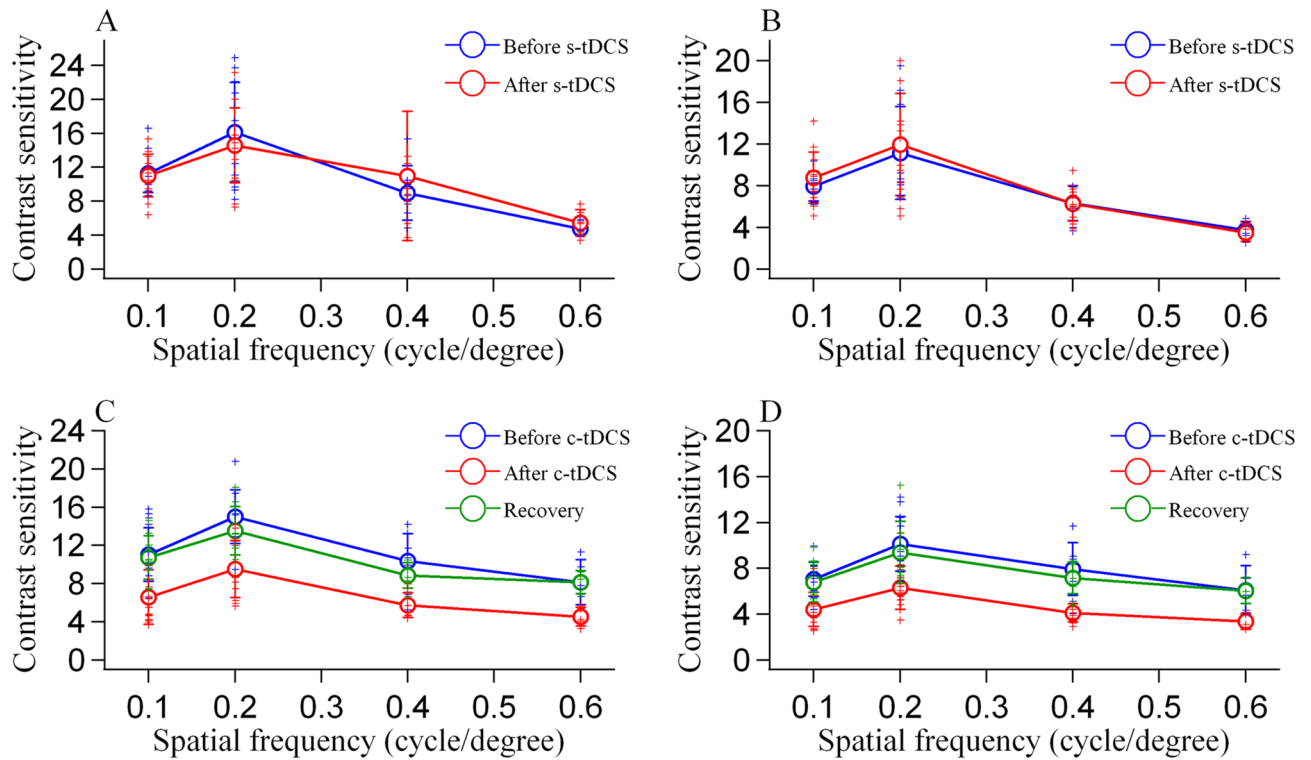 A
Contrast sensitivity
24
20
16
12
8
4
0
Before s-tDCS
After s-tDCS
0.1 0.2 0.3 0.4 0.5 0.6
Spatial frequency (cycle/degree)
B
Contrast sensitivity
20
16
12
8
4
0
Before s-tDCS
After s-tDCS
0.1 0.2 0.3 0.4 0.5 0.6
Spatial frequency (cycle/degree)
C
Contrast sensitivity
24
20
16
12
8
4
0
Before c-tDCS
After c-tDCS
Recovery
0.1 0.2 0.3 0.4 0.5 0.6
Spatial frequency (cycle/degree)
D
Contrast sensitivity
20
16
12
8
4
0
Before c-tDCS
After c-tDCS
Recovery
0.1 0.2 0.3 0.4 0.5 0.6
Spatial frequency (cycle/degree)